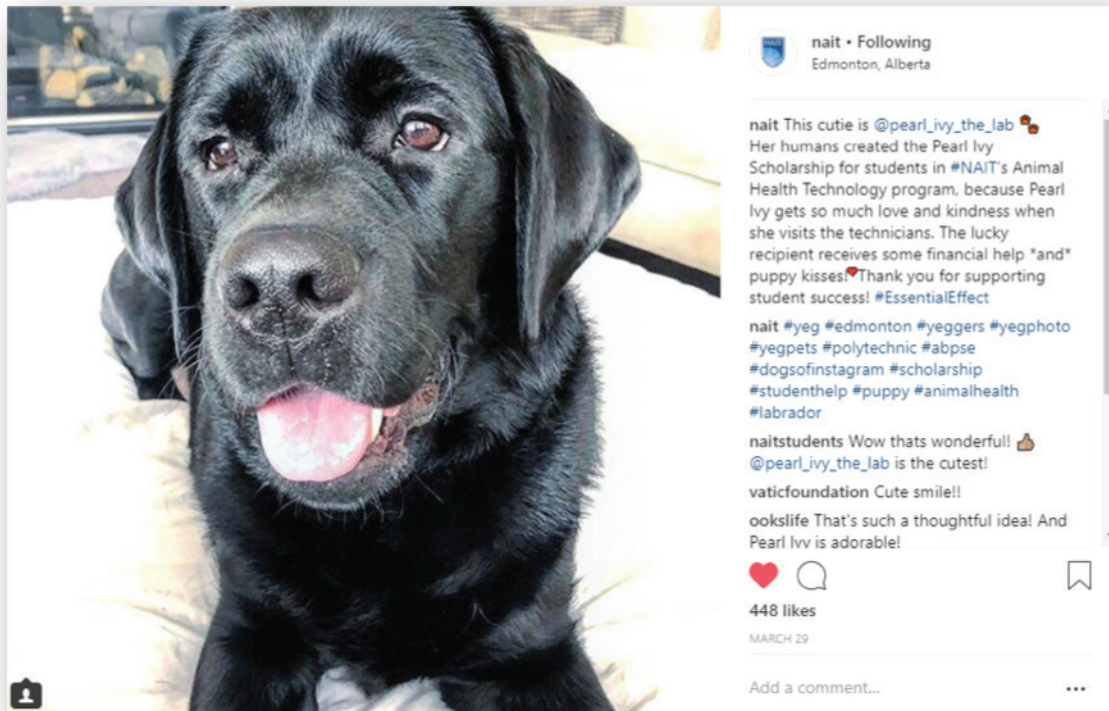 NAIT
nait • Following
Edmonton, Alberta
nait This cutie is @pearl_ivy_the_lab 🐾
Her humans created the Pearl Ivy
Scholarship for students in #NAIT's Animal
Health Technology program, because Pearl
Ivy gets so much love and kindness when
she visits the technicians. The lucky
recipient receives some financial help *and*
puppy kisses!❤Thank you for supporting
student success! #EssentialEffect
nait #yeg #edmonton #yeggers #yegphoto
#yegpets #polytechnic #abpse
#dogsofinstagram #scholarship
#studenthelp #puppy #animalhealth
#labrador
naitstudents Wow thats wonderful! 👍🏽
@pearl_ivy_the_lab is the cutest!
vaticfoundation Cute smile!!
ookslife That's such a thoughtful idea! And
Pearl Ivy is adorable!
448 likes
MARCH 29
Add a comment...